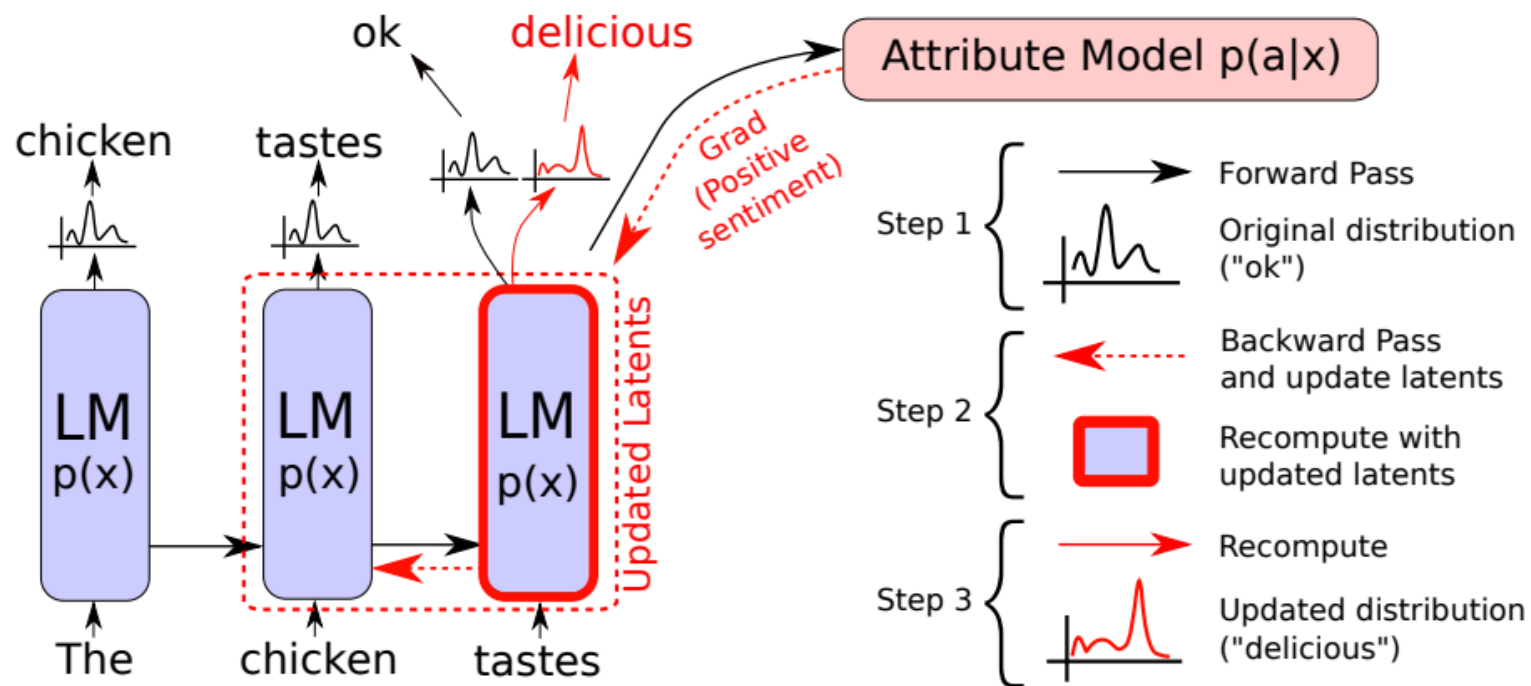 ok
delicious
Attribute Model p(a|x)
chicken
tastes
Grad
(Positive
sentiment)
LM
p(x)
LM
p(x)
LM
p(x)
Updated Latents
The
chicken
tastes
Step 1
Forward Pass
Original distribution
("ok")
Step 2
Backward Pass
and update latents
Recompute with
updated latents
Step 3
Recompute
Updated distribution
("delicious")